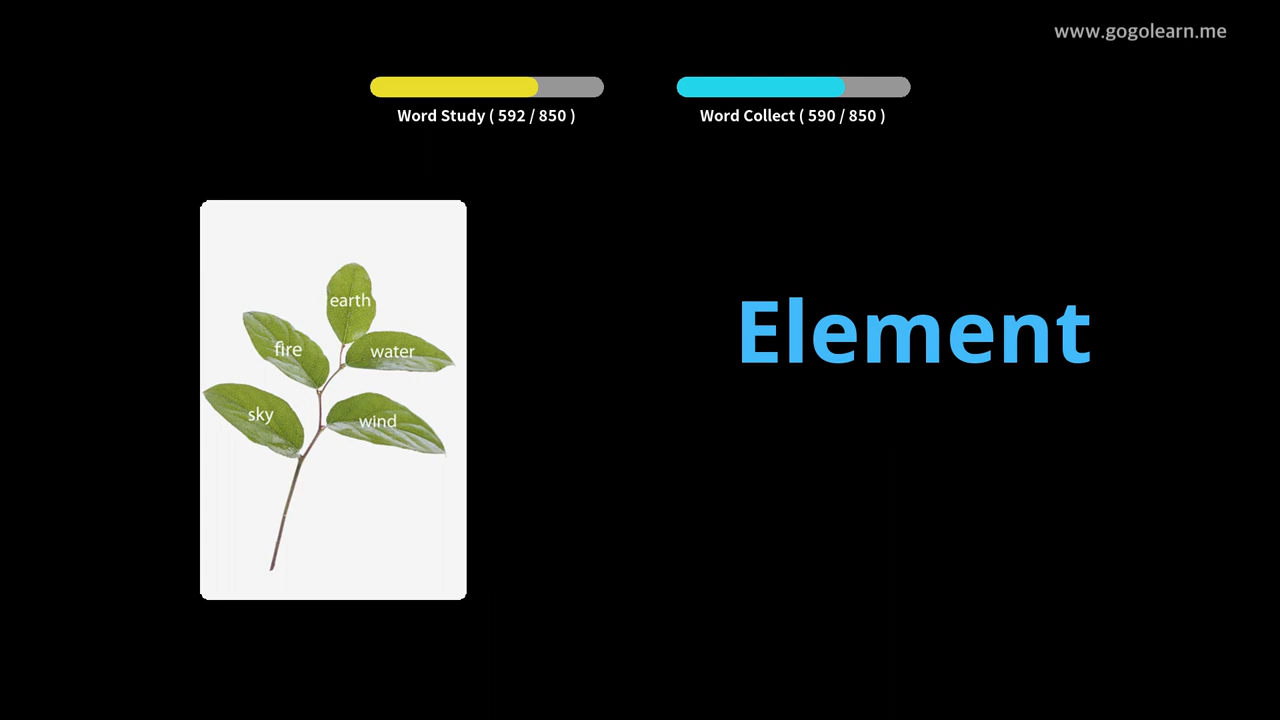 www.gogolearn.me
Word Study ( 592 / 850 )
Word Collect ( 590 / 850 )
earth
fire
water
sky
wind
Element